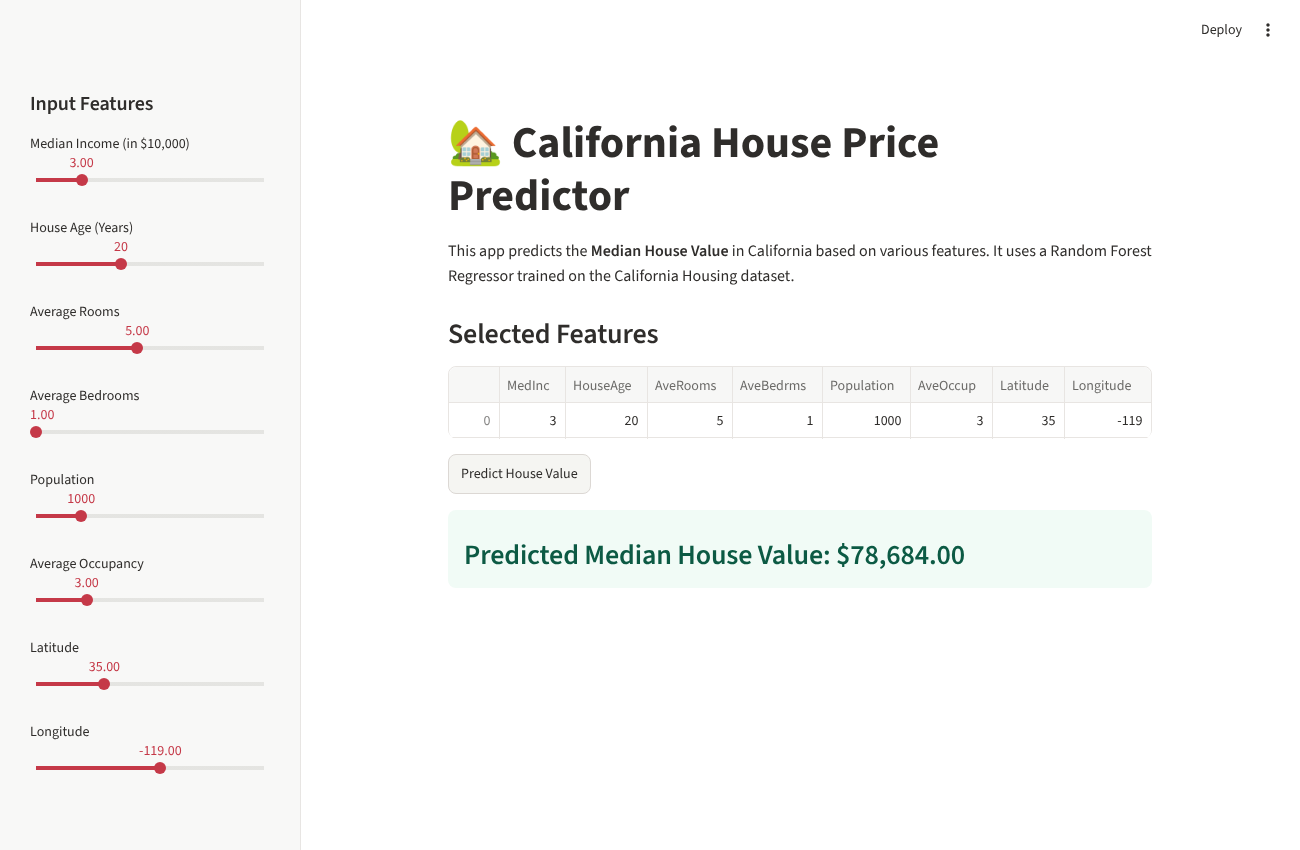 Deploy
Input Features
Median Income (in $10,000)
3.00
House Age (Years)
20
Average Rooms
5.00
Average Bedrooms
1.00
Population
1000
Average Occupancy
3.00
Latitude
35.00
Longitude
-119.00
🏡 California House Price
Predictor
This app predicts the Median House Value in California based on various features. It uses a Random Forest
Regressor trained on the California Housing dataset.
Selected Features
MedInc HouseAge AveRooms AveBedrms Population AveOccup Latitude Longitude
0 3 20 5 1 1000 3 35 -119
Predict House Value
Predicted Median House Value: $78,684.00